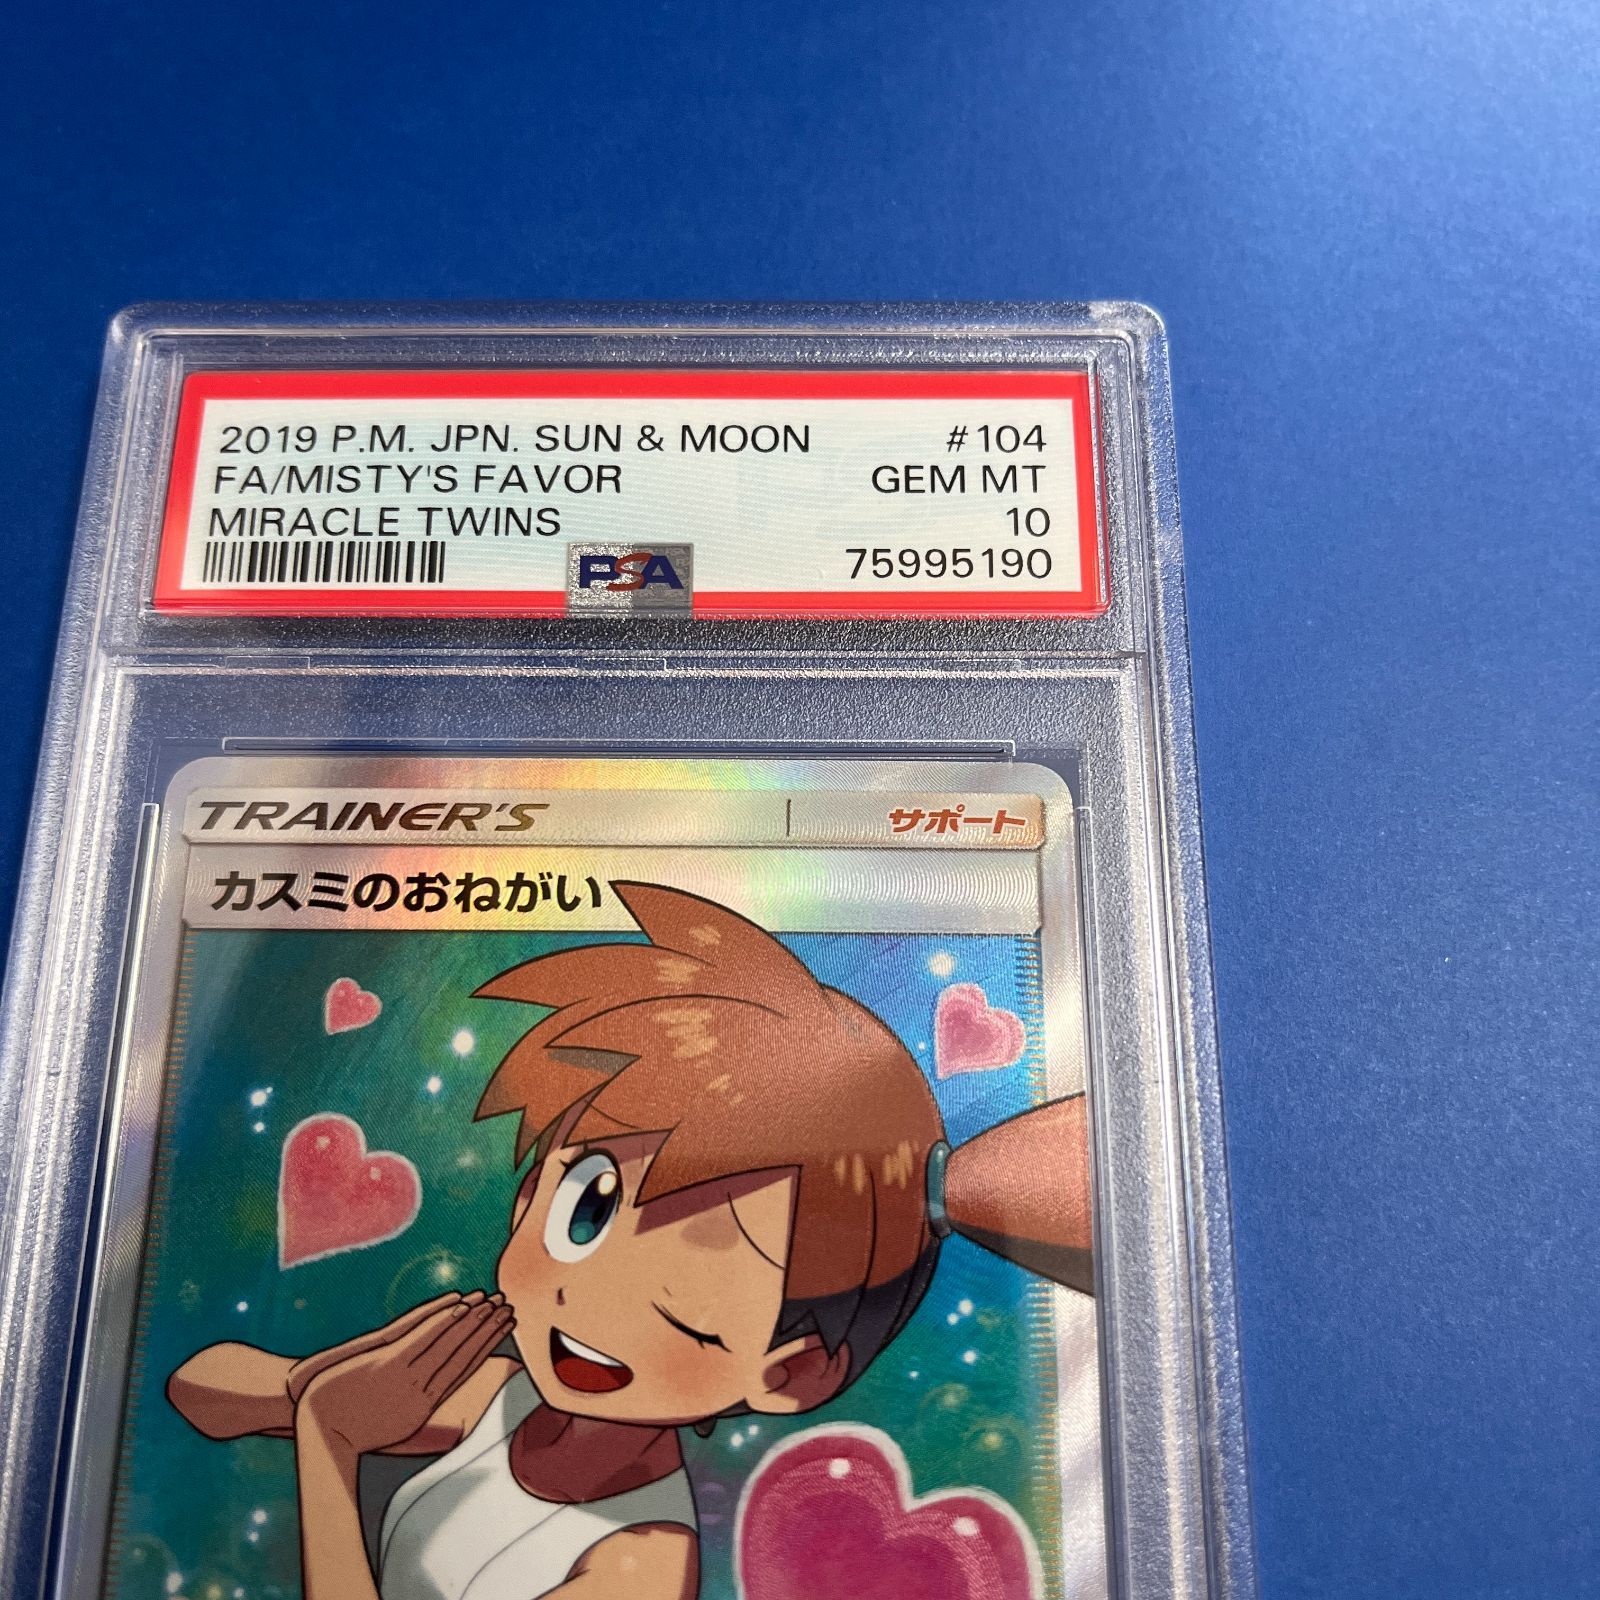 2019 P.M. JPN. SUN & MOON #104
FA/MISTY'S FAVOR GEM MT
MIRACLE TWINS 10
PSA 75995190
TRAINER'S サポート
カスミのおねがい